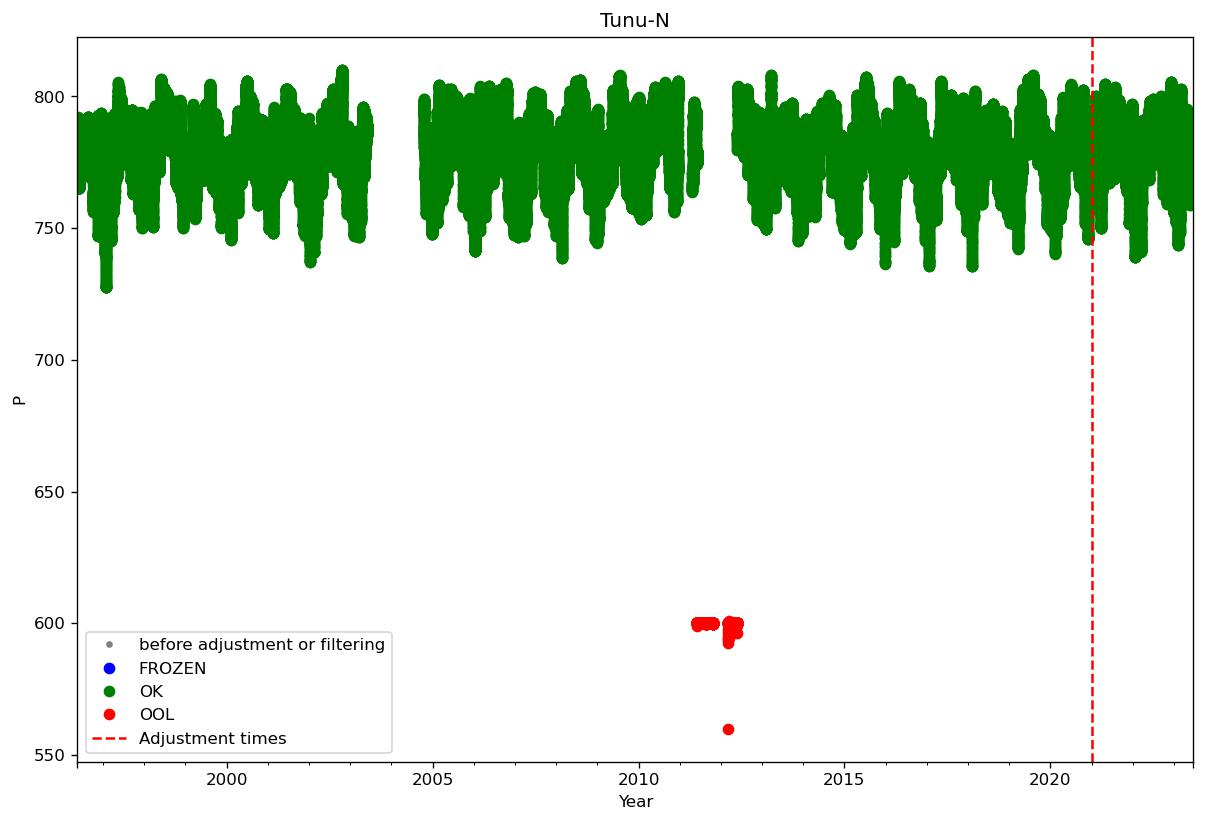 Tunu-N
800
750
700
650
600
550
P
before adjustment or filtering
FROZEN
OK
OOL
Adjustment times
2000
2005
2010
2015
2020
Year